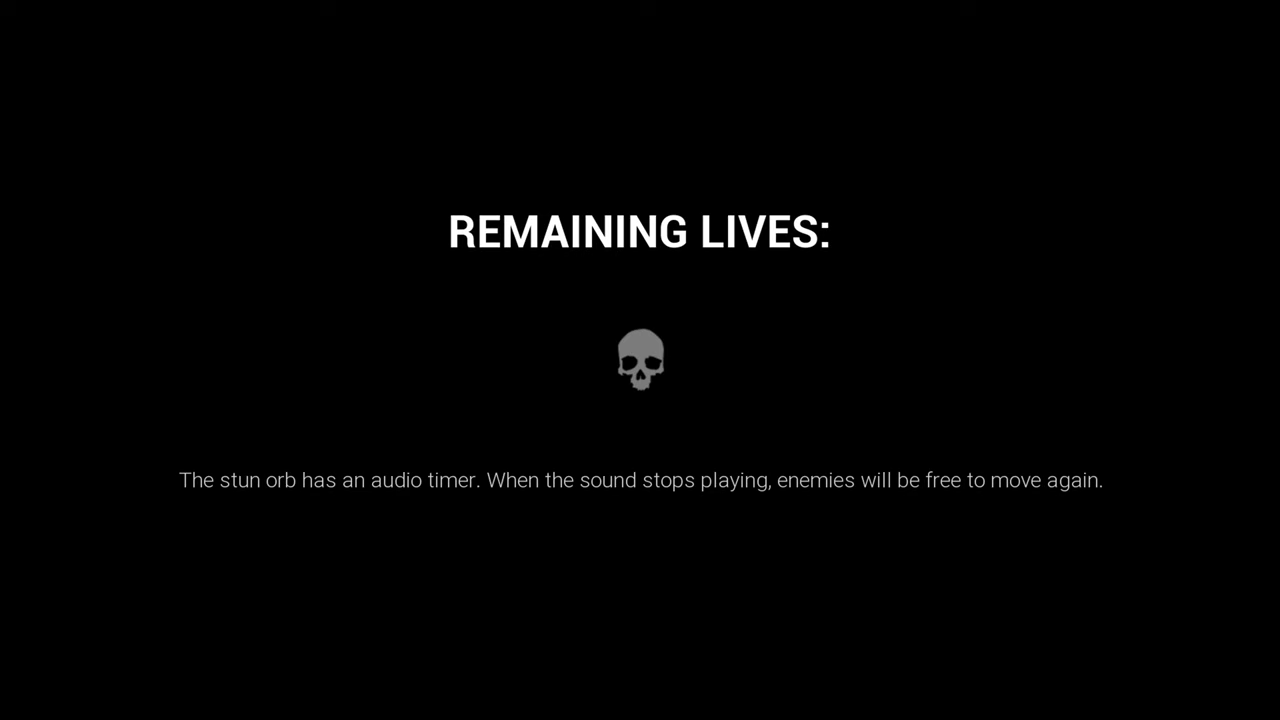 REMAINING LIVES:
The stun orb has an audio timer. When the sound stops playing, enemies will be free to move again.